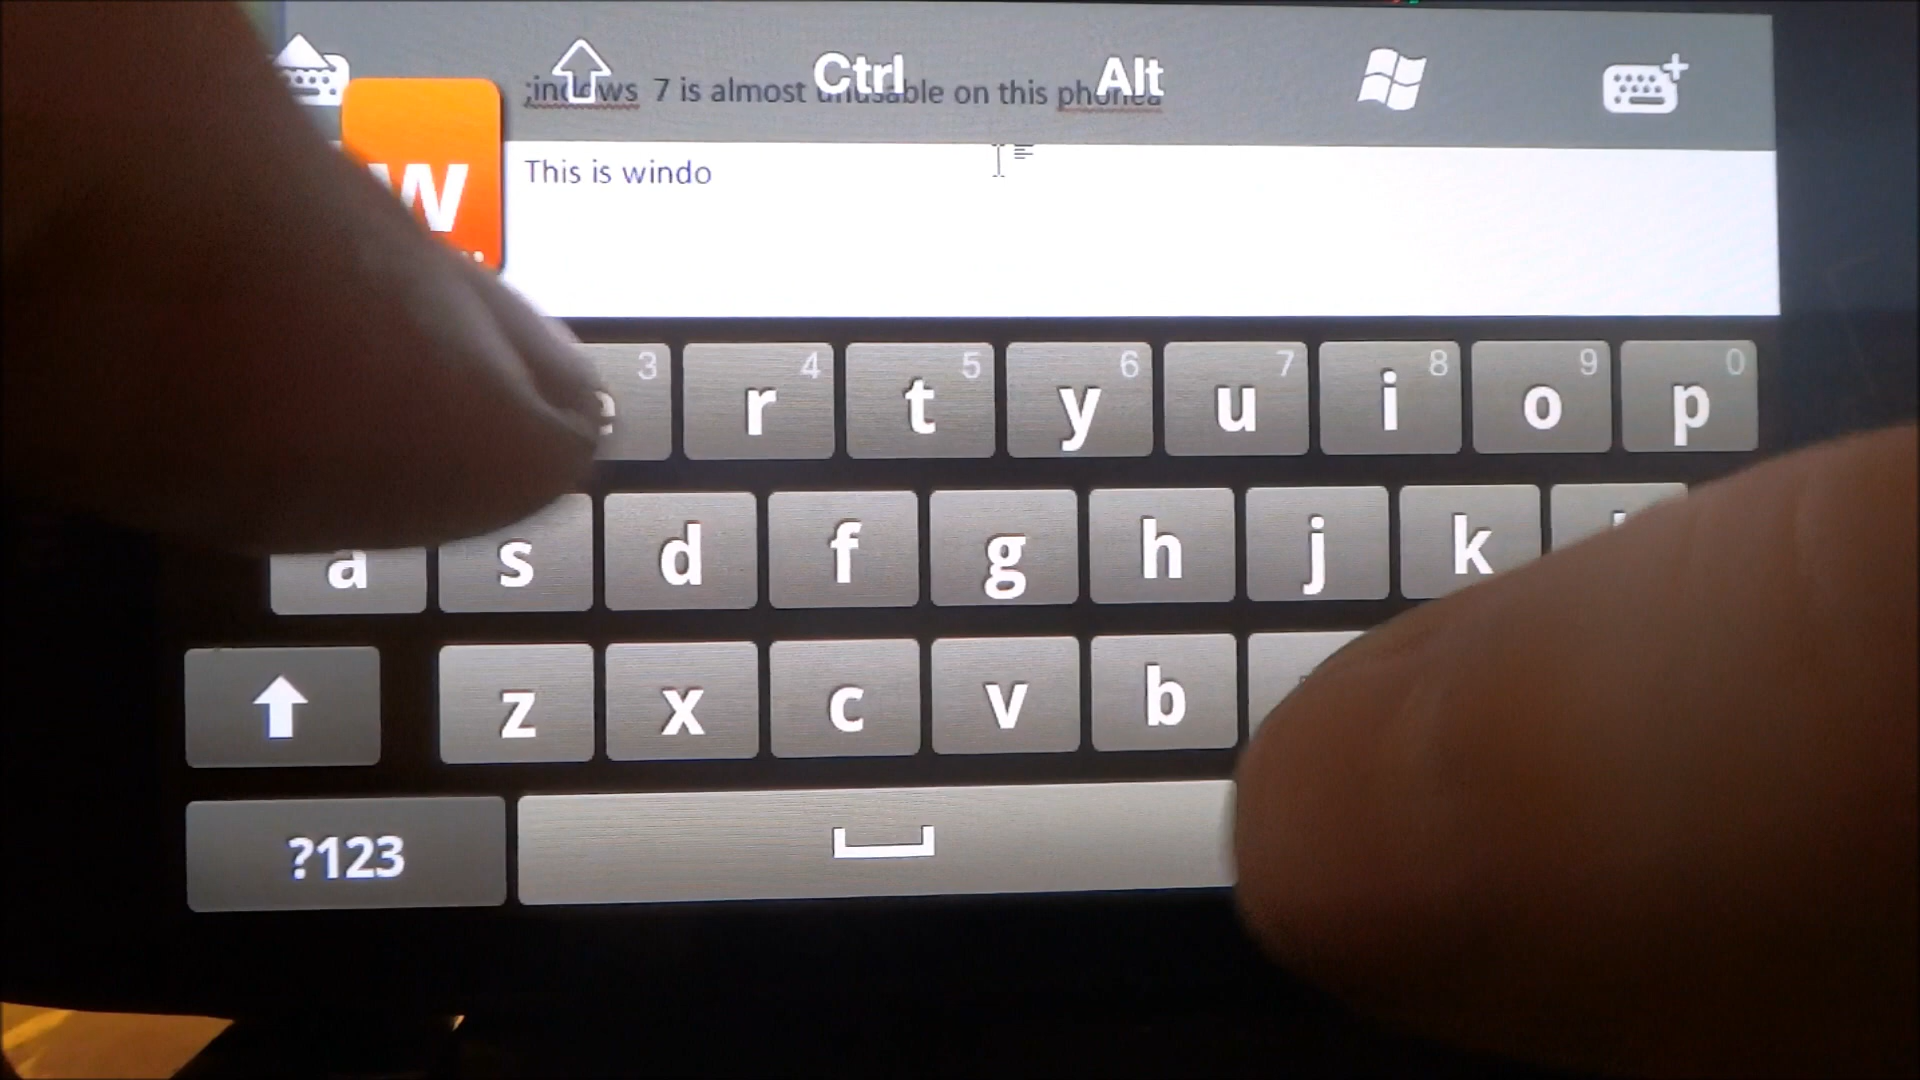 Ctrl Alt
;indows 7 is almost unusable on this phonea
This is windo
w
e 3 r 4 t 5 y 6 u 7 i 8 o 9 p 0
a s d f g h j k
z x c v b
?123